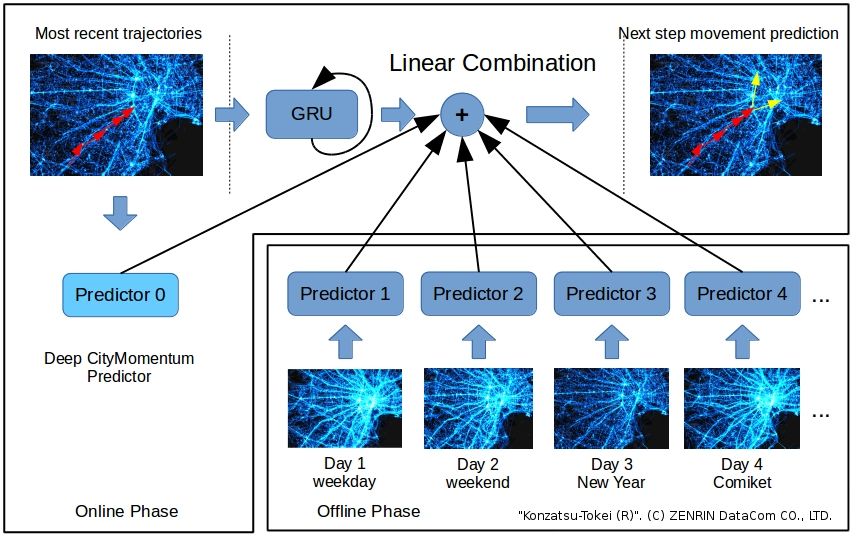 Most recent trajectories
Next step movement prediction
Linear Combination
GRU
+
Predictor 0
Predictor 1
Predictor 2
Predictor 3
Predictor 4
...
Deep CityMomentum
Predictor
...
Day 1
weekday
Day 2
weekend
Day 3
New Year
Day 4
Comiket
Online Phase
Offline Phase
"Konzatsu-Tokei (R)". (C) ZENRIN DataCom CO., LTD.